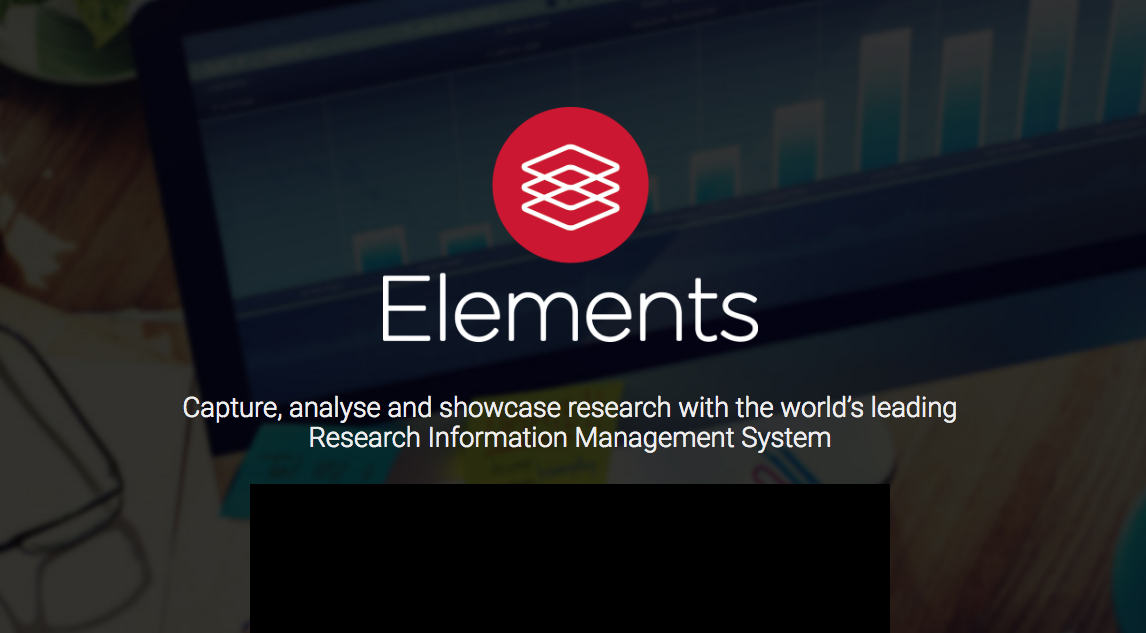 Elements
Capture, analyse and showcase research with the world’s leading
Research Information Management System